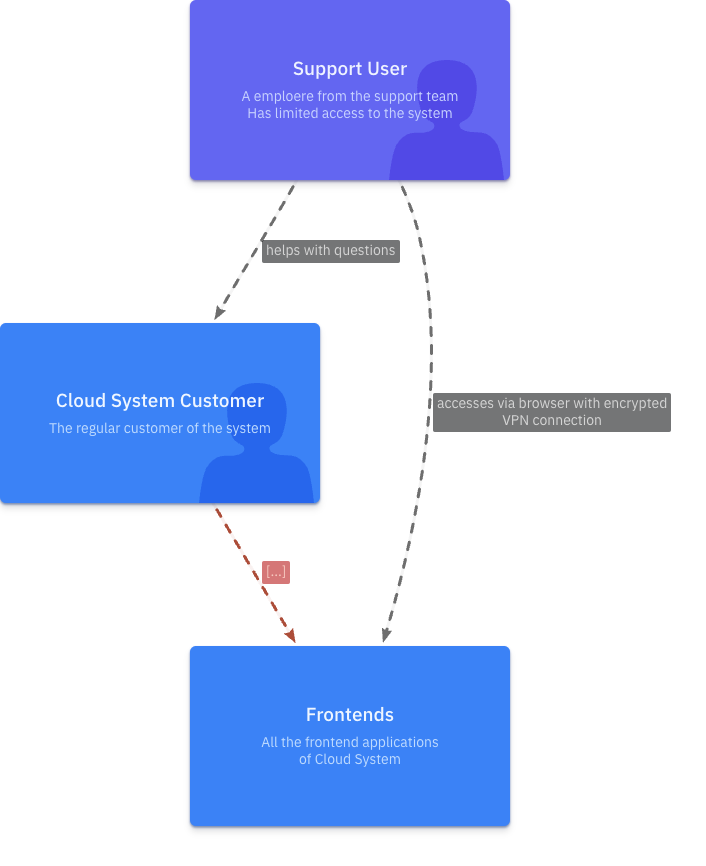 Support User
A emploere from the support team
Has limited access to the system
helps with questions
Cloud System Customer
The regular customer of the system
accesses via browser with encrypted
VPN connection
[...]
Frontends
All the frontend applications
of Cloud System